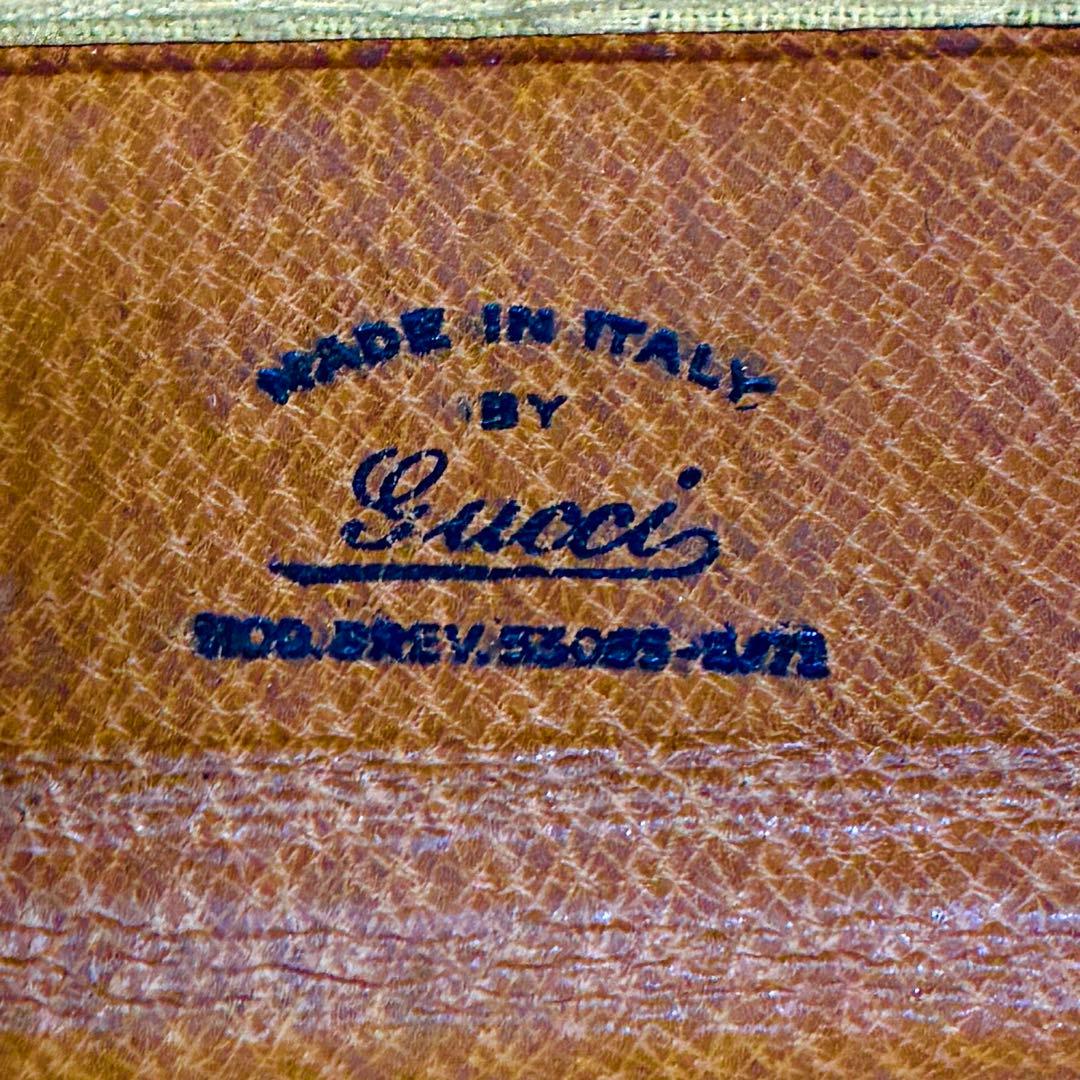 MADE IN ITALY
BY
Gucci
MOD. BREV.